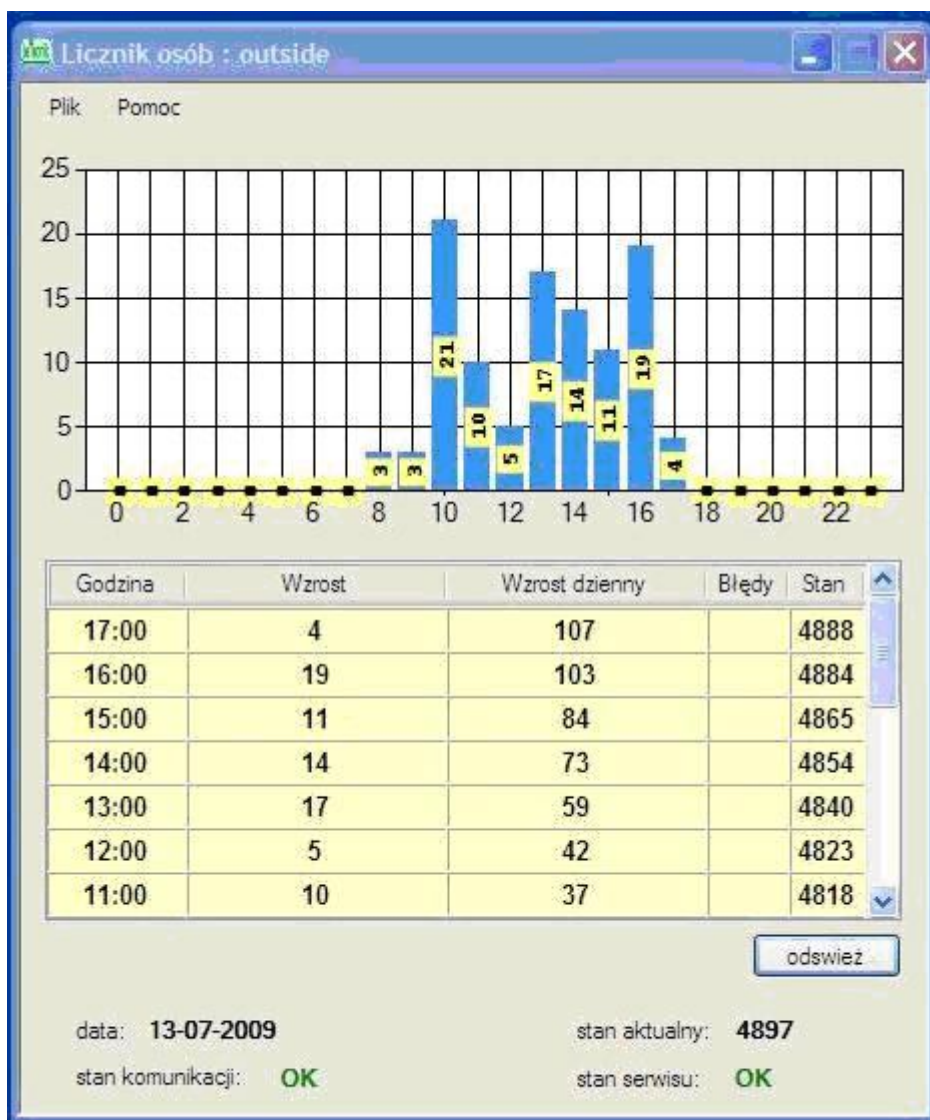 Licznik osób : outside
Plik Pomoc
25
20
15
10
5
0
3 3 21 10 5 17 14 11 19 4
0 2 4 6 8 10 12 14 16 18 20 22
Godzina Wzrost Wzrost dzienny Błędy Stan
17:00 4 107 4888
16:00 19 103 4884
15:00 11 84 4865
14:00 14 73 4854
13:00 17 59 4840
12:00 5 42 4823
11:00 10 37 4818
odswież
data: 13-07-2009 stan aktualny: 4897
stan komunikacji: OK stan serwisu: OK